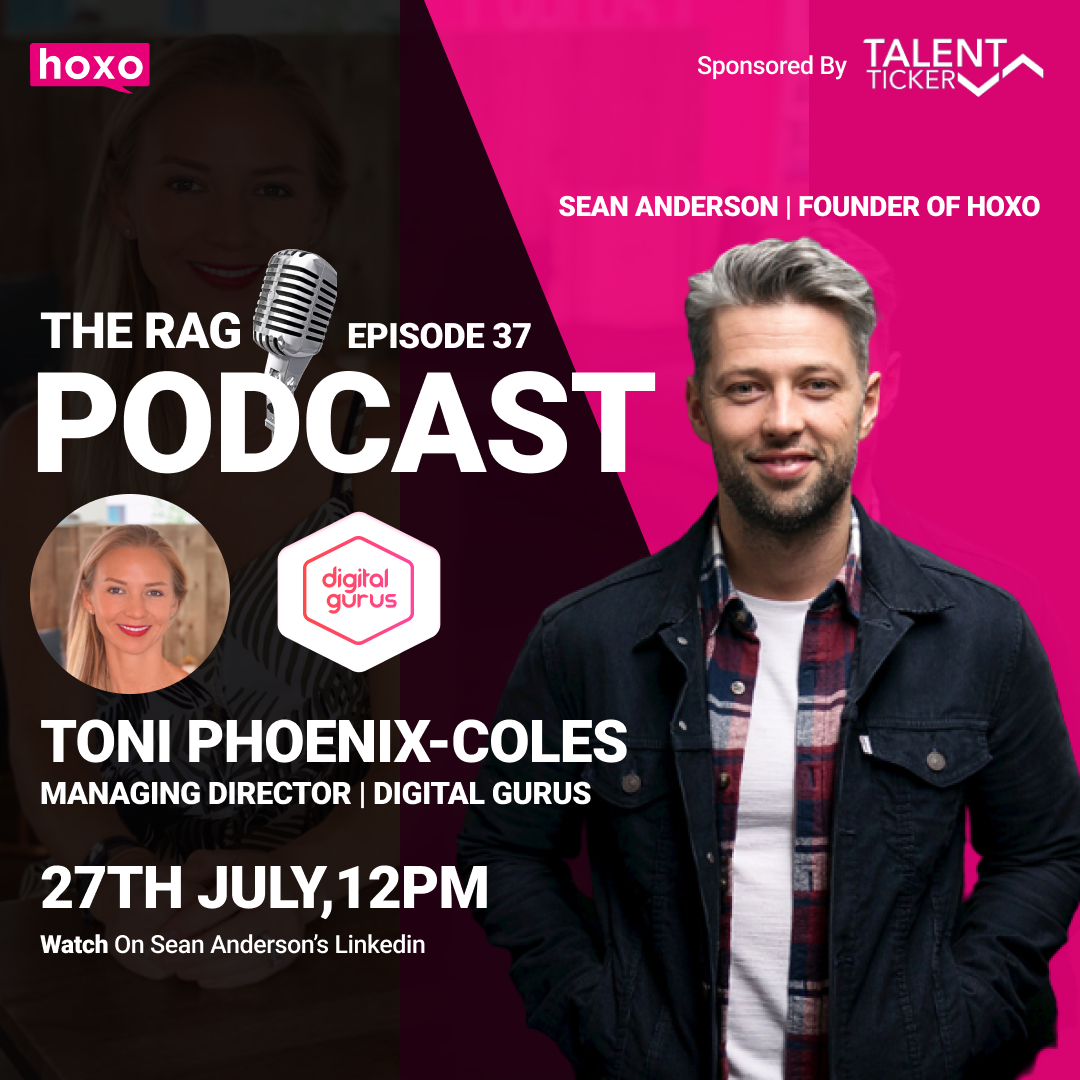 hoxo
Sponsored By
TALENT
TICKER
SEAN ANDERSON | FOUNDER OF HOXO
THE RAG
EPISODE 37
PODCAST
digital
gurus
TONI PHOENIX-COLES
MANAGING DIRECTOR | DIGITAL GURUS
27TH JULY,12PM
Watch On Sean Anderson's Linkedin